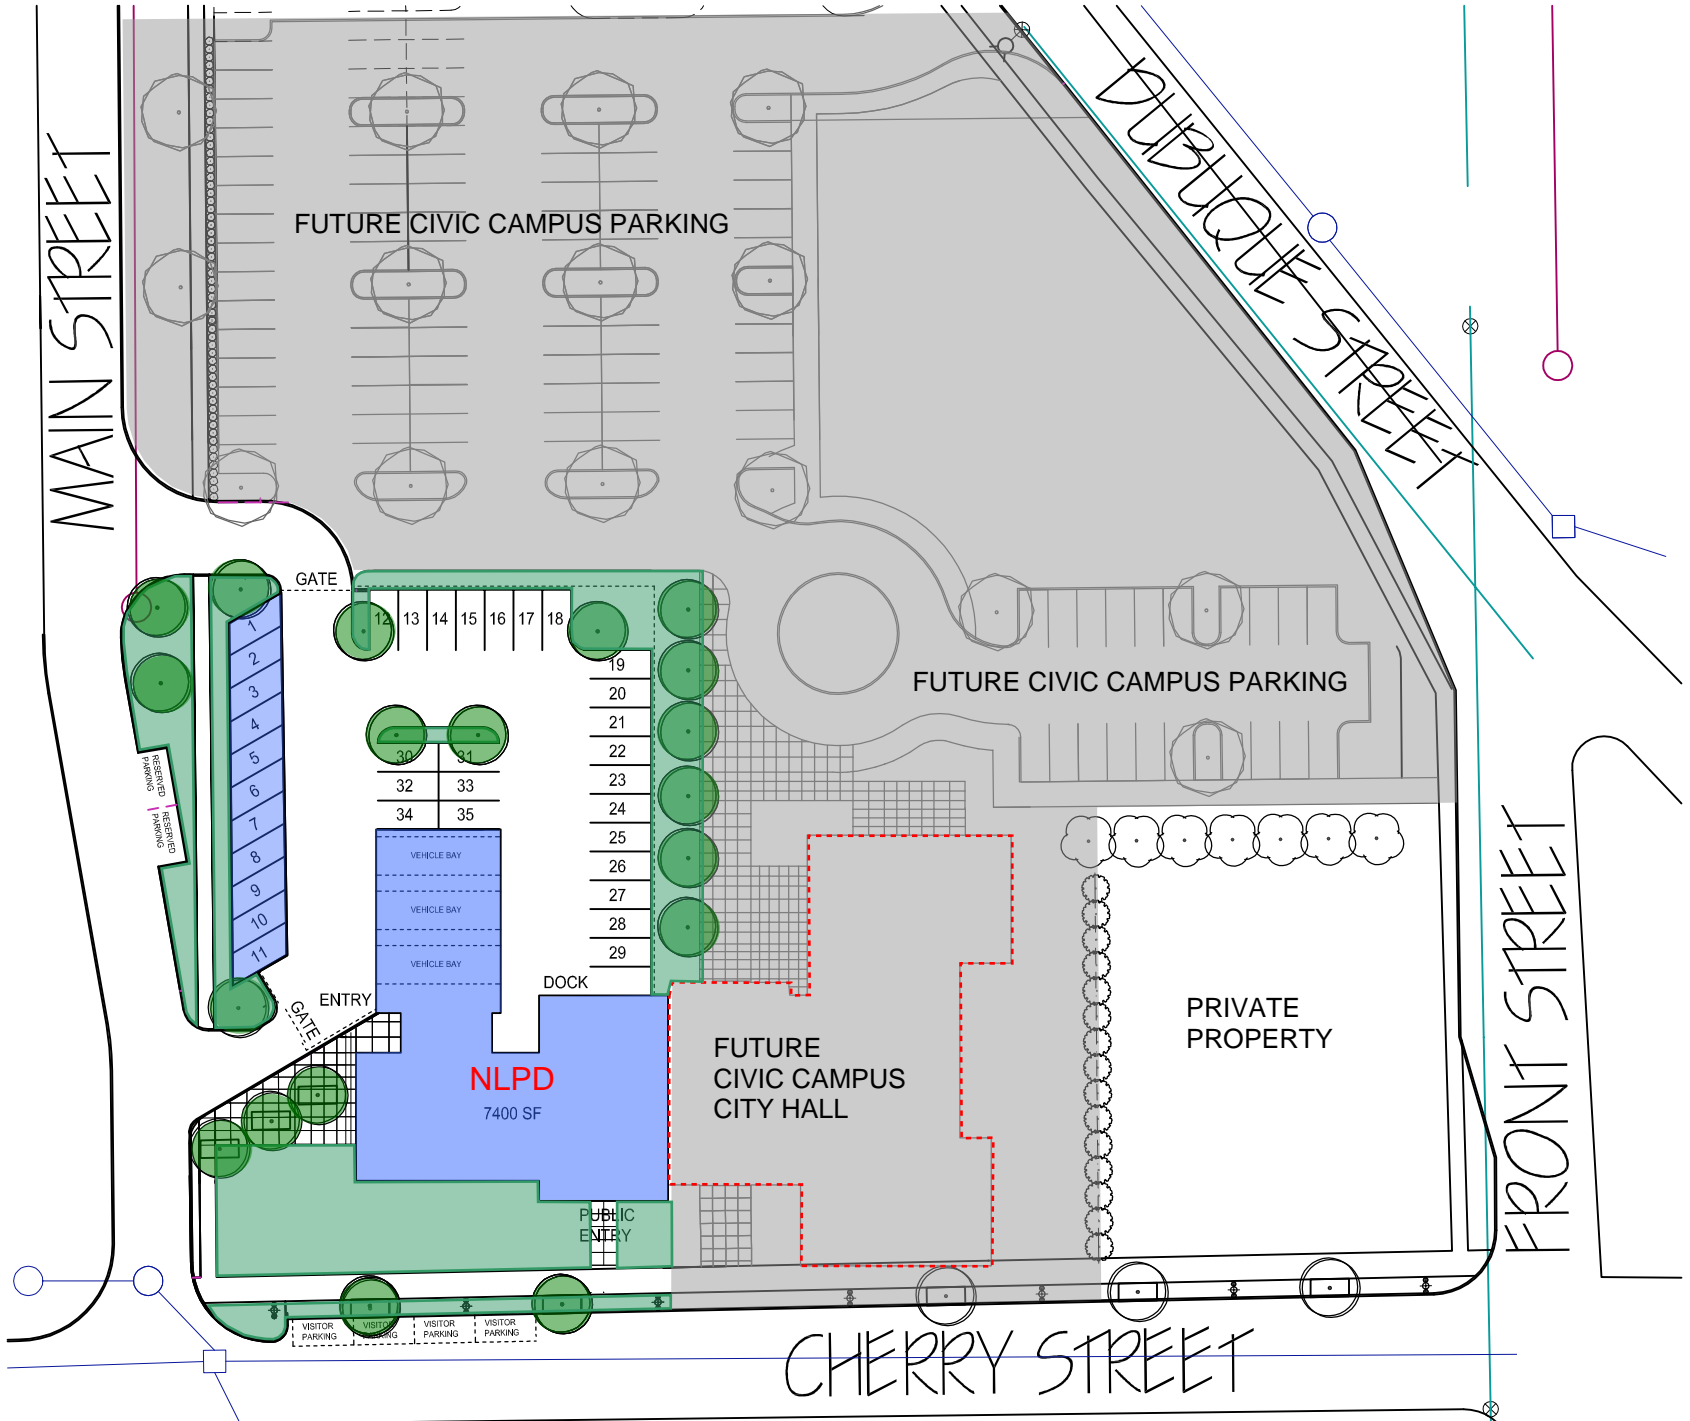 MAIN STREET
DUBUQUE STREET
FUTURE CIVIC CAMPUS PARKING
GATE
12 13 14 15 16 17 18
1
2
3
4
5
6
7
8
9
10
11
19
20
21
22
23
24
25
26
27
28
29
30 31
32 33
34 35
FUTURE CIVIC CAMPUS PARKING
RESERVED
PARKING
RESERVED
PARKING
VEHICLE BAY
VEHICLE BAY
VEHICLE BAY
DOCK
ENTRY
GATE
NLPD
7400 SF
FUTURE
CIVIC CAMPUS
CITY HALL
PRIVATE
PROPERTY
FRONT STREET
PUBLIC
ENTRY
VISITOR
PARKING
VISITOR
PARKING
VISITOR
PARKING
VISITOR
PARKING
CHERRY STREET